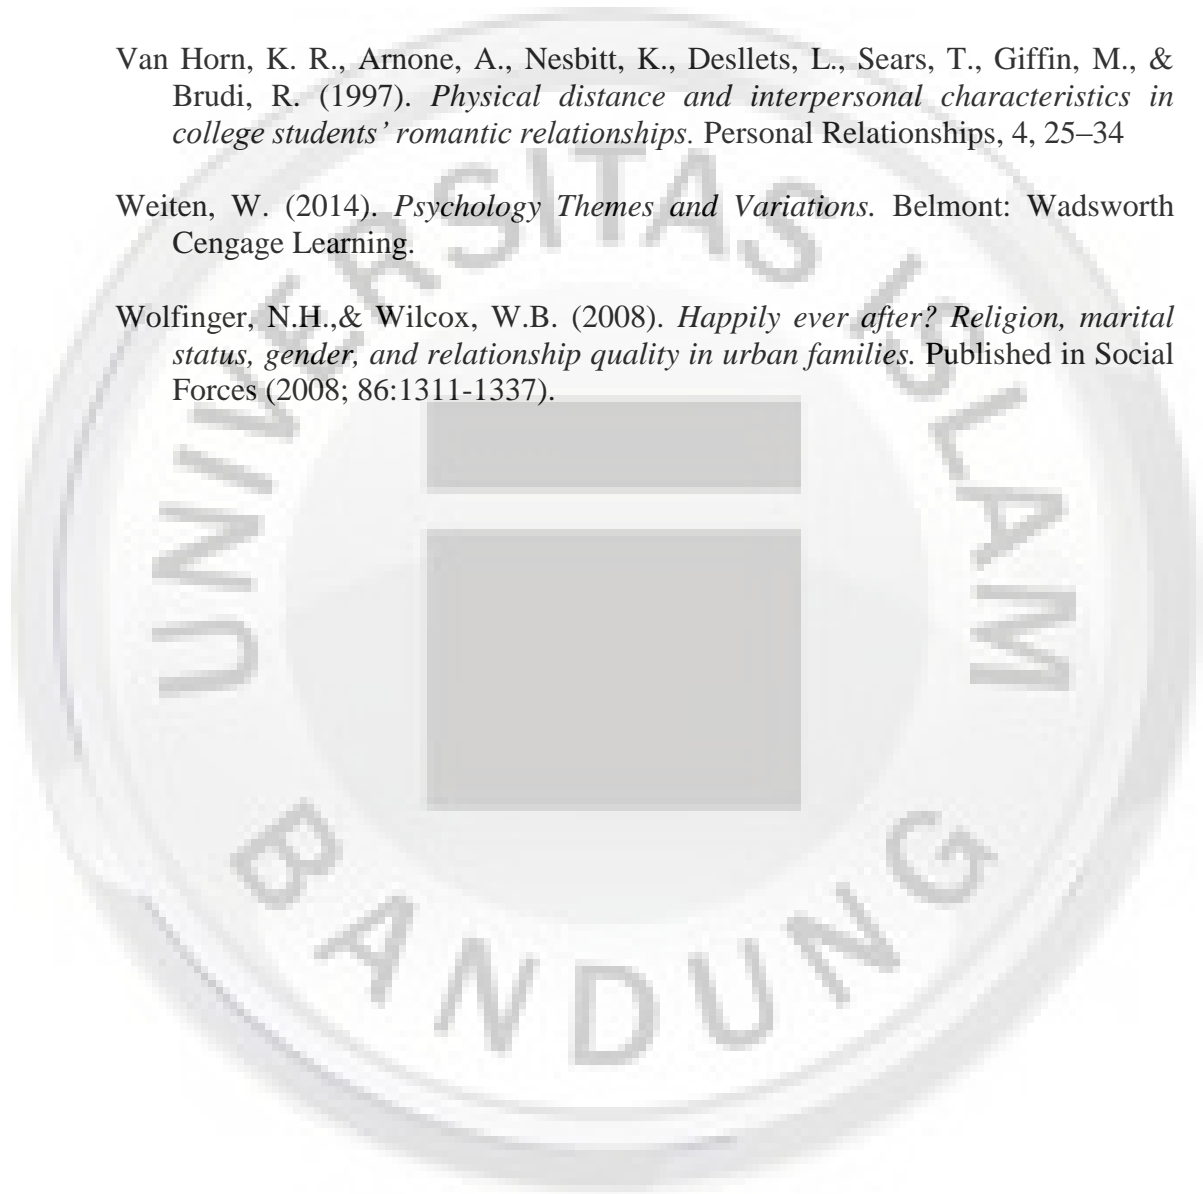 Van Horn, K. R., Arnone, A., Nesbitt, K., Desllets, L., Sears, T., Giffin, M., &
Brudi, R. (1997). Physical distance and interpersonal characteristics in
college students’ romantic relationships. Personal Relationships, 4, 25–34
Weiten, W. (2014). Psychology Themes and Variations. Belmont: Wadsworth
Cengage Learning.
Wolfinger, N.H.,& Wilcox, W.B. (2008). Happily ever after? Religion, marital
status, gender, and relationship quality in urban families. Published in Social
Forces (2008; 86:1311-1337).
UNIVERSITAS ISLAM
BANDUNG